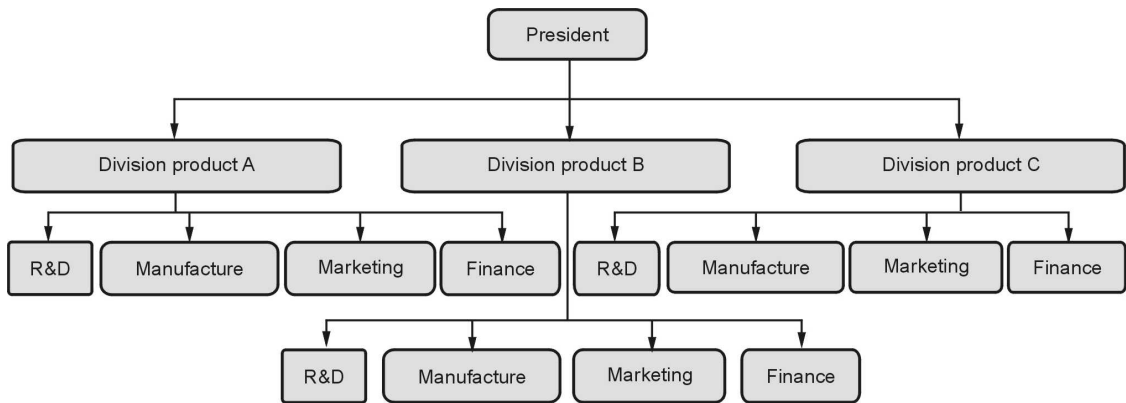 President
Division product A
Division product B
Division product C
R&D
Manufacture
Marketing
Finance
R&D
Manufacture
Marketing
Finance
R&D
Manufacture
Marketing
Finance